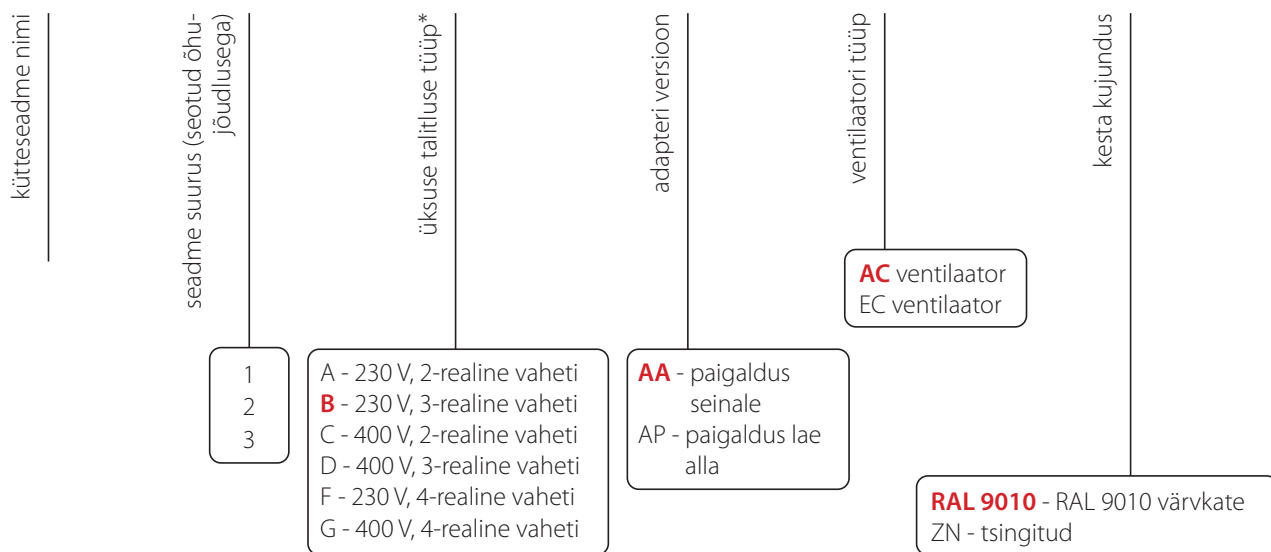 kütteseadme nimi
seadme suurus (seotud õhu-
jõudlusega)
üksuse talitluse tüüp*
adapteri versioon
ventilaatori tüüp
kesta kujundus
1
2
3
A - 230 V, 2-realine vaheti
B - 230 V, 3-realine vaheti
C - 400 V, 2-realine vaheti
D - 400 V, 3-realine vaheti
F - 230 V, 4-realine vaheti
G - 400 V, 4-realine vaheti
AA - paigaldus
seinale
AP - paigaldus lae
alla
AC ventilaator
EC ventilaator
RAL 9010 - RAL 9010 värvkate
ZN - tsingitud